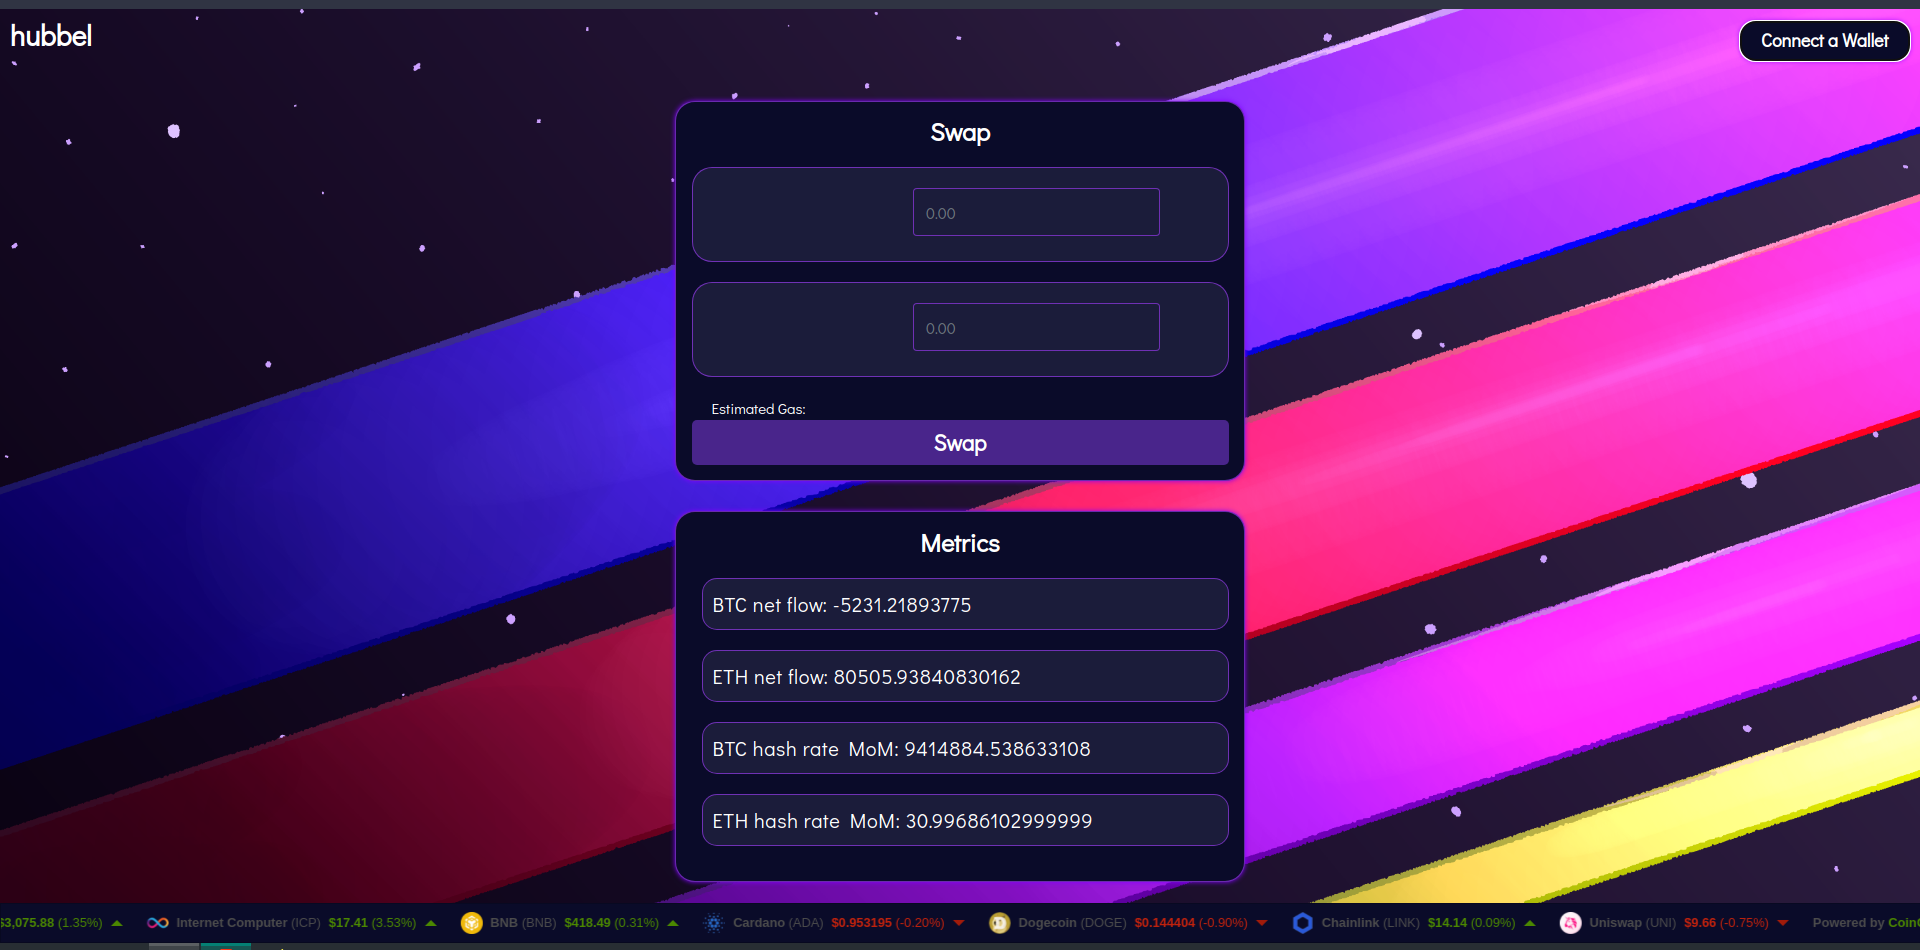 hubbel
Connect a Wallet
Swap
0.00
0.00
Estimated Gas:
Swap
Metrics
BTC net flow: -5231.21893775
ETH net flow: 80505.93840830162
BTC hash rate MoM: 9414884.538633108
ETH hash rate MoM: 30.99686102999999
3,075.88 (1.35%) Internet Computer (ICP) $17.41 (3.53%) BNB (BNB) $418.49 (0.31%) Cardano (ADA) $0.953195 (-0.20%) Dogecoin (DOGE) $0.144404 (-0.90%) Chainlink (LINK) $14.14 (0.09%) Uniswap (UNI) $9.66 (-0.75%) Powered by Coin